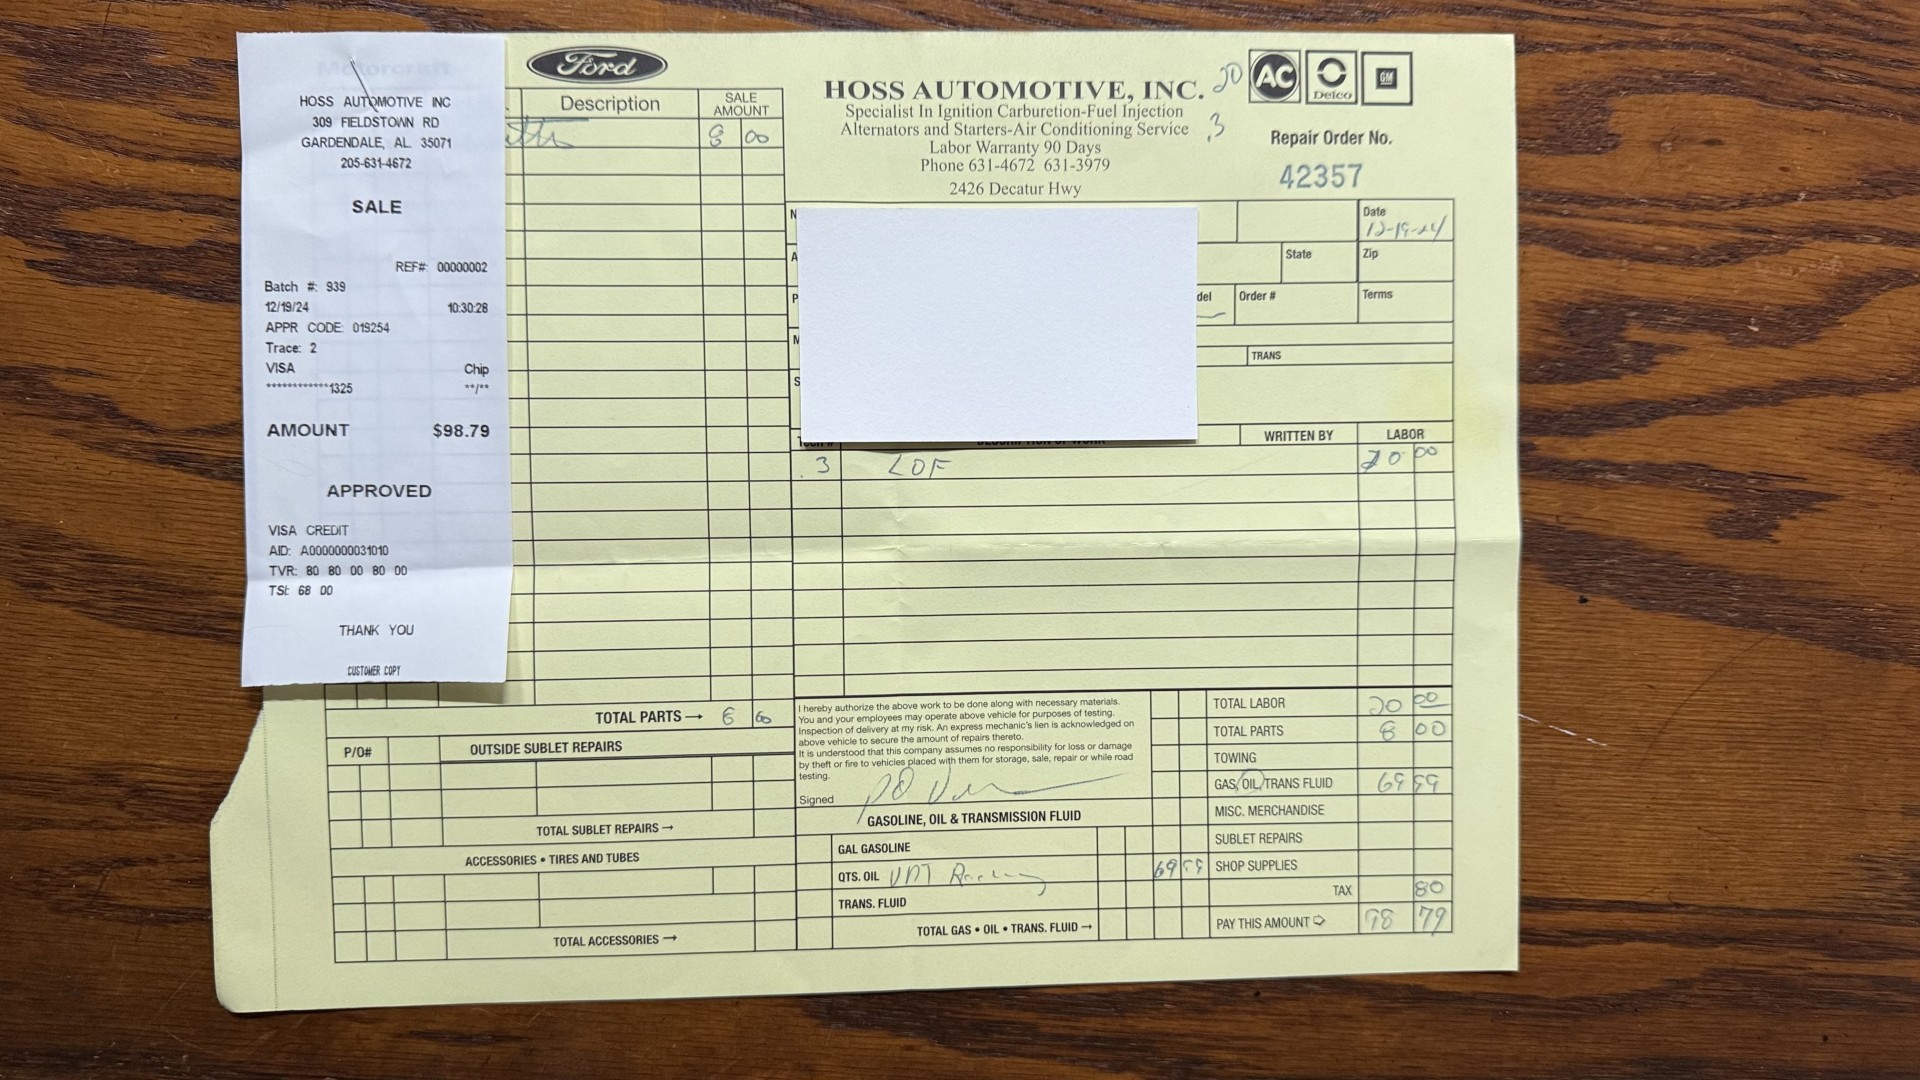 HOSS AUTOMOTIVE INC
309 FIELDSTOWN RD
GARDENDALE, AL. 35071
205-631-4672
SALE
REF#: 00000002
Batch #: 939
12/19/24 10:30:28
APPR CODE: 019254
Trace: 2
VISA Chip
************1325 **/**
AMOUNT $98.79
APPROVED
VISA CREDIT
AID: A0000000031010
TVR: 80 80 00 80 00
TSI: 68 00
THANK YOU
CUSTOMER COPY
Motorcraft
Ford
Description SALE AMOUNT
8 00
TOTAL PARTS → 8 00
P/O# OUTSIDE SUBLET REPAIRS
TOTAL SUBLET REPAIRS →
ACCESSORIES • TIRES AND TUBES
TOTAL ACCESSORIES →
HOSS AUTOMOTIVE, INC. 20
Specialist In Ignition Carburetion-Fuel Injection
Alternators and Starters-Air Conditioning Service .3
Labor Warranty 90 Days
Phone 631-4672 631-3979
2426 Decatur Hwy
AC Delco GM
Repair Order No.
42357
Date
12-19-24
State Zip
Order # Terms
TRANS
WRITTEN BY LABOR
.3 LOF 20 00
I hereby authorize the above work to be done along with necessary materials.
You and your employees may operate above vehicle for purposes of testing.
Inspection of delivery at my risk. An express mechanic's lien is acknowledged on
above vehicle to secure the amount of repairs thereto.
It is understood that this company assumes no responsibility for loss or damage
by theft or fire to vehicles placed with them for storage, sale, repair or while road
testing.
Signed
GASOLINE, OIL & TRANSMISSION FLUID
GAL GASOLINE
QTS. OIL 69 99
TRANS. FLUID
TOTAL GAS • OIL • TRANS. FLUID →
TOTAL LABOR 20 00
TOTAL PARTS 8 00
TOWING
GAS, OIL, TRANS FLUID 69 99
MISC. MERCHANDISE
SUBLET REPAIRS
SHOP SUPPLIES
TAX 80
PAY THIS AMOUNT 98 79